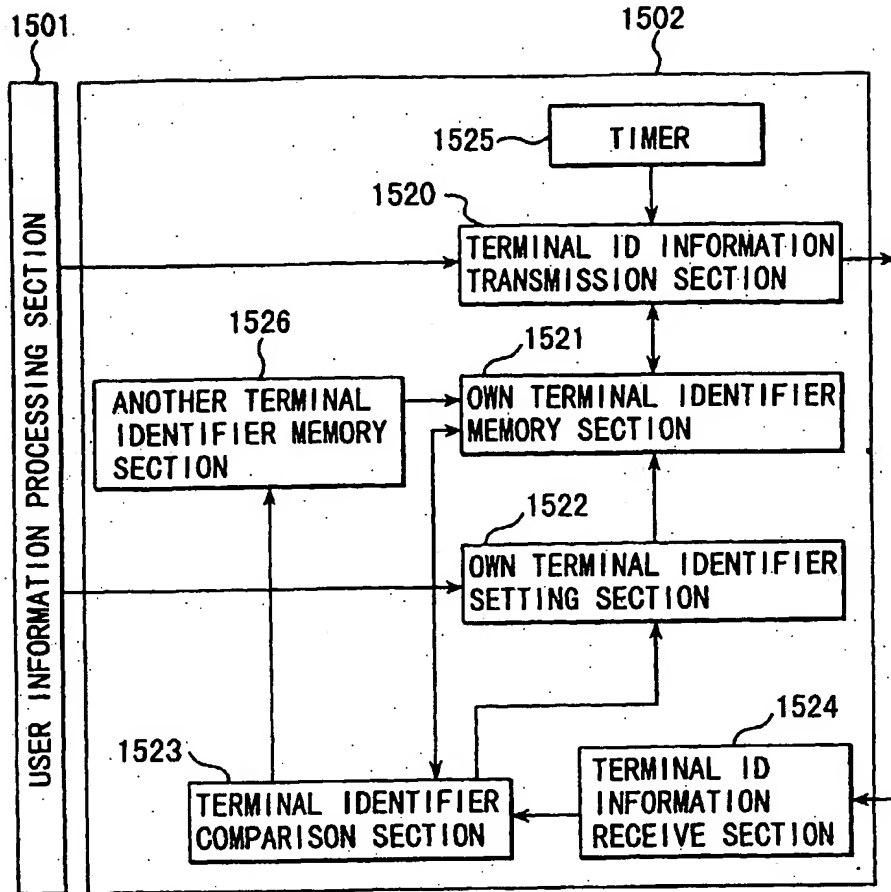 1501
1502
USER INFORMATION PROCESSING SECTION
1525
TIMER
1520
TERMINAL ID INFORMATION
TRANSMISSION SECTION
1526
ANOTHER TERMINAL
IDENTIFIER MEMORY
SECTION
1521
OWN TERMINAL IDENTIFIER
MEMORY SECTION
1522
OWN TERMINAL IDENTIFIER
SETTING SECTION
1523
TERMINAL IDENTIFIER
COMPARISON SECTION
1524
TERMINAL ID
INFORMATION
RECEIVE SECTION